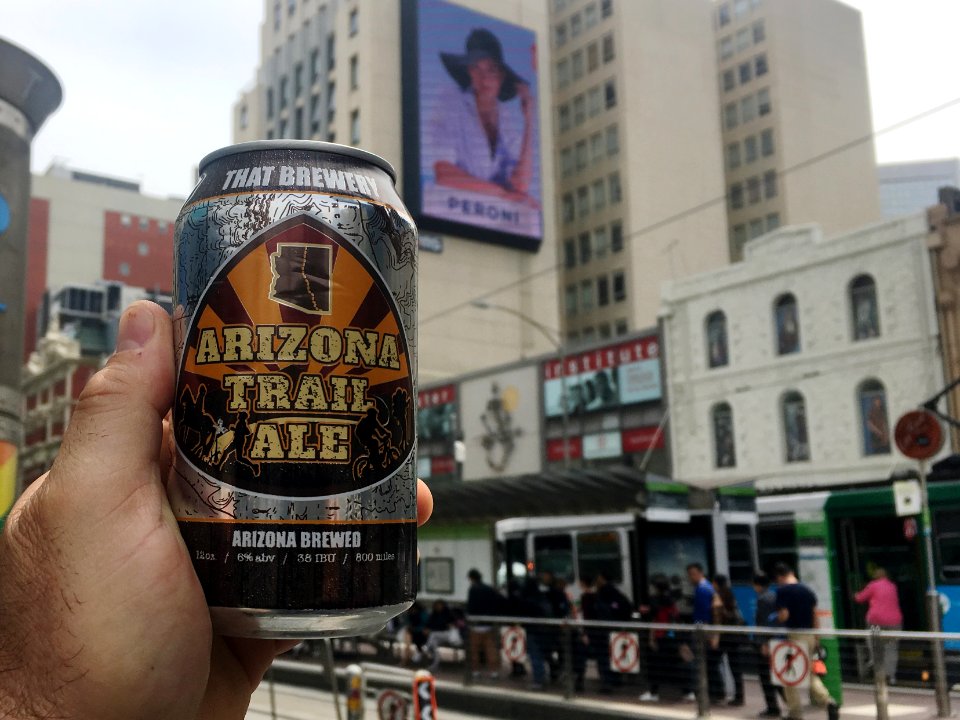 THAT BREWERY
ARIZONA
TRAIL
ALE
ARIZONA BREWED
12oz. / 6% abv / 38 IBU / 800 miles
PERONI
institute